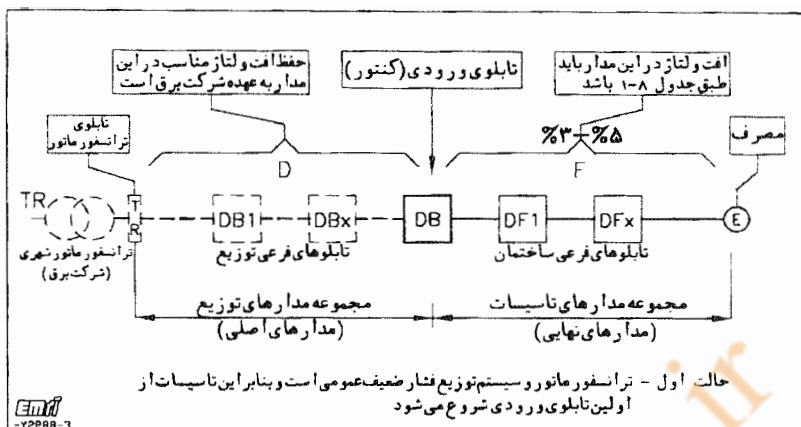 حفظ افت ولتاژ مناسب در این
مدار به عهده شرکت برق است
تابلوی ورودی (کنتور)
افت ولتاژ در این مدار باید
طبق جدول ۸-۱ باشد
تابلوی
ترانسفورماتور
%۳ - %۵
مصرف
D
F
TR
T
R
DB1
DBx
DB
DF1
DFx
E
ترانسفورماتور شهری
(شرکت برق)
تابلوهای فرعی توزیع
تابلوهای فرعی ساختمان
مجموعه مدارهای توزیع
(مدارهای اصلی)
مجموعه مدارهای تاسیسات
(مدارهای نهایی)
حالت اول - ترانسفورماتور و سیستم توزیع فشار ضعیف عمومی است و بنابراین تاسیسات از
اولین تابلوی ورودی شروع می‌شود
ir